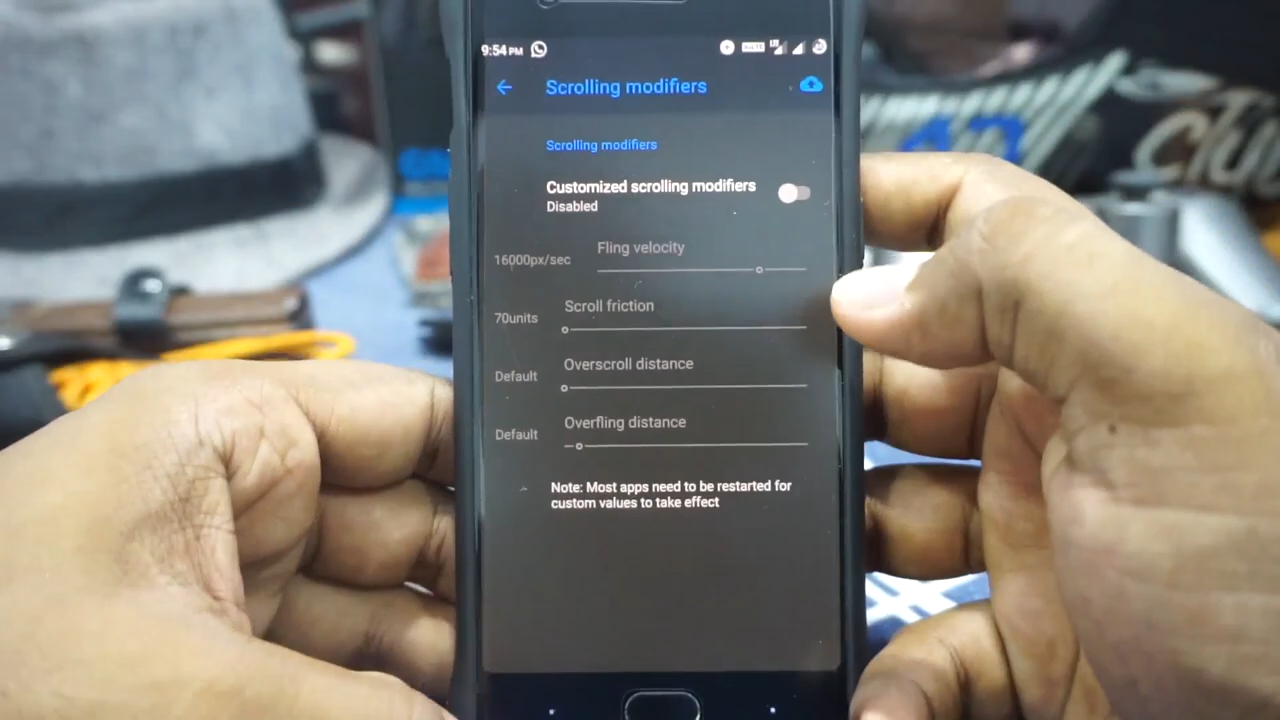 9:54 PM
Scrolling modifiers
Scrolling modifiers
Customized scrolling modifiers
Disabled
Fling velocity
16000px/sec
Scroll friction
70units
Overscroll distance
Default
Overfling distance
Default
Note: Most apps need to be restarted for
custom values to take effect